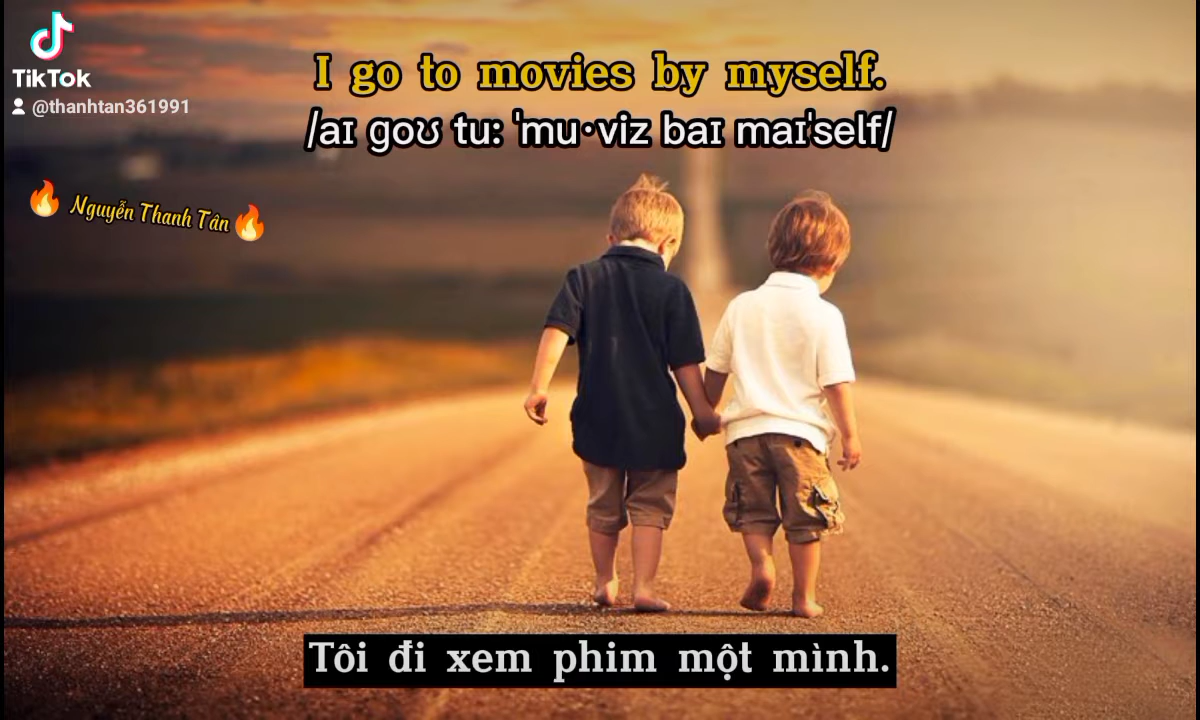 TikTok
@thanhtan361991
I go to movies by myself.
/aɪ goʊ tu: ˈmu·viz baɪ maɪˈself/
🔥 Nguyễn Thanh Tân 🔥
Tôi đi xem phim một mình.